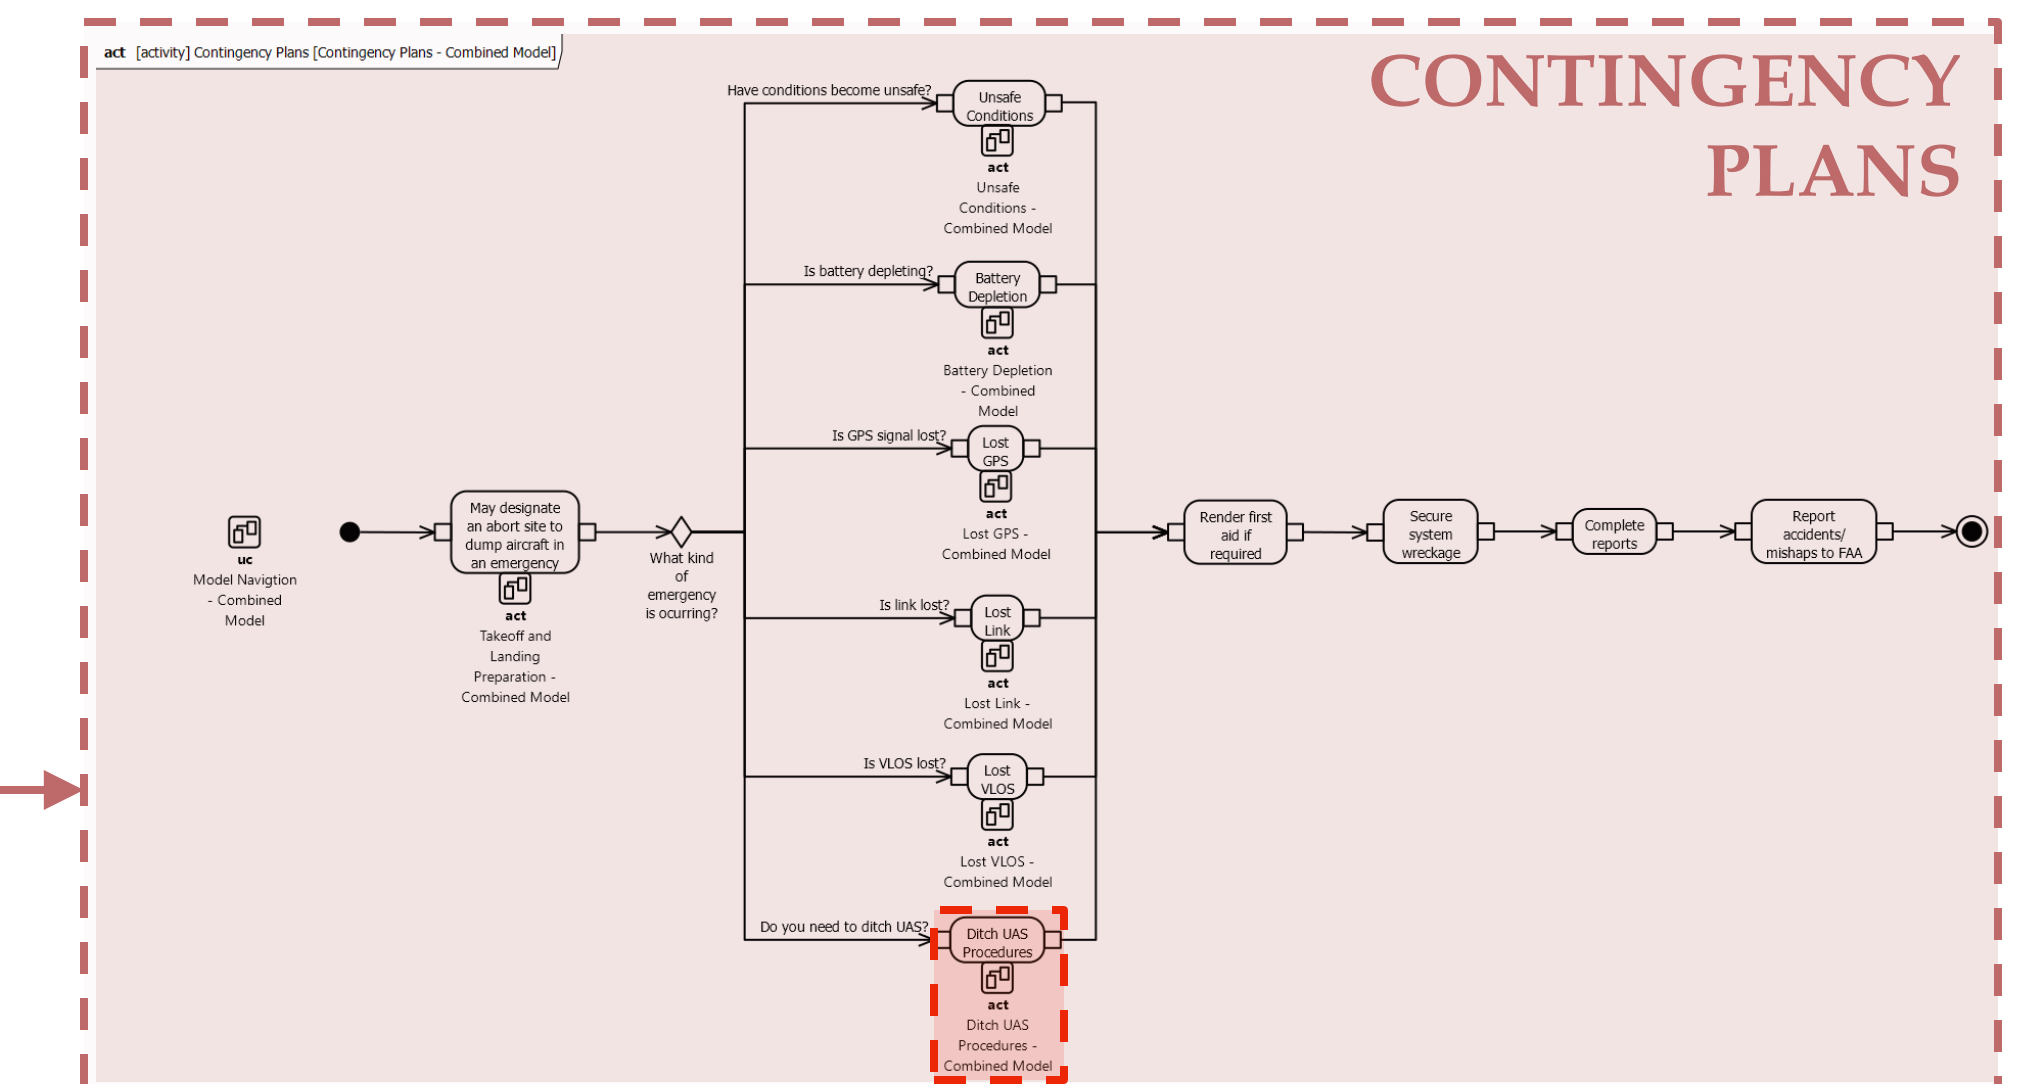 act [activity] Contingency Plans [Contingency Plans - Combined Model]
CONTINGENCY
PLANS
Have conditions become unsafe?
Unsafe
Conditions
act
Unsafe
Conditions -
Combined Model
Is battery depleting?
Battery
Depletion
act
Battery Depletion
- Combined
Model
Is GPS signal lost?
Lost
GPS
act
Lost GPS -
Combined Model
uc
Model Navigtion
- Combined
Model
May designate
an abort site to
dump aircraft in
an emergency
act
Takeoff and
Landing
Preparation -
Combined Model
What kind
of
emergency
is ocurring?
Render first
aid if
required
Secure
system
wreckage
Complete
reports
Report
accidents/
mishaps to FAA
Is link lost?
Lost
Link
act
Lost Link -
Combined Model
Is VLOS lost?
Lost
VLOS
act
Lost VLOS -
Combined Model
Do you need to ditch UAS?
Ditch UAS
Procedures
act
Ditch UAS
Procedures -
Combined Model